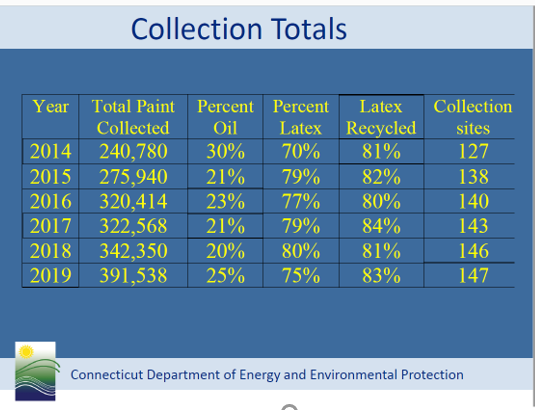 Collection Totals
Year Total Paint Collected Percent Oil Percent Latex Latex Recycled Collection sites
2014 240,780 30% 70% 81% 127
2015 275,940 21% 79% 82% 138
2016 320,414 23% 77% 80% 140
2017 322,568 21% 79% 84% 143
2018 342,350 20% 80% 81% 146
2019 391,538 25% 75% 83% 147
Connecticut Department of Energy and Environmental Protection